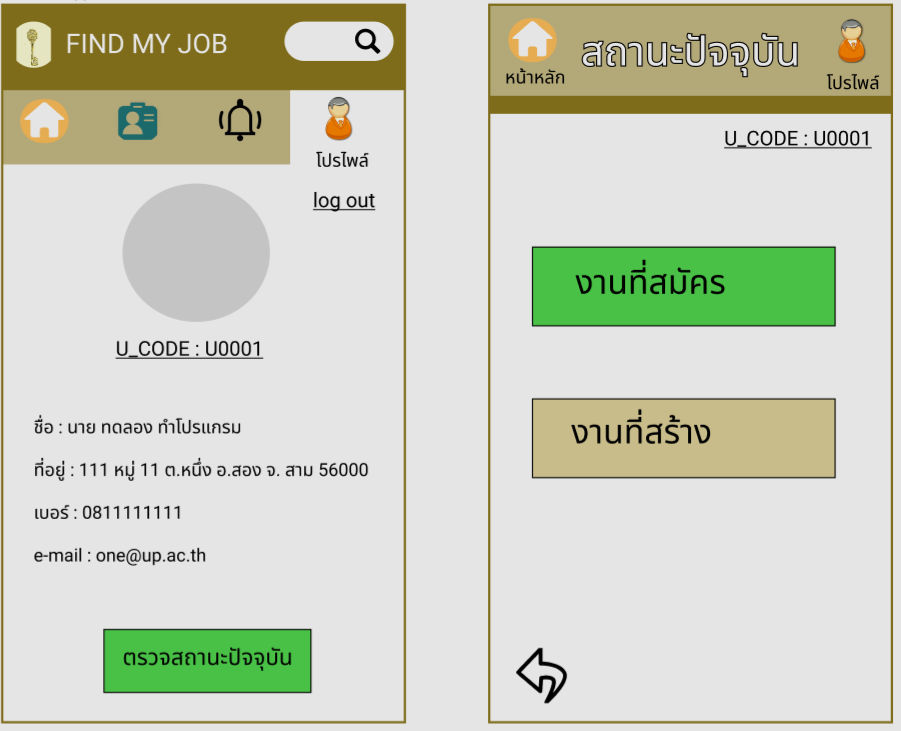 FIND MY JOB
โปรไพล์
log out
U_CODE : U0001
ชื่อ : นาย ทดลอง ทำโปรแกรม
ที่อยู่ : 111 หมู่ 11 ต.หนึ่ง อ.สอง จ. สาม 56000
เบอร์ : 0811111111
e-mail : one@up.ac.th
ตรวจสถานะปัจจุบัน
สถานะปัจจุบัน
หน้าหลัก
โปรไพล์
U_CODE : U0001
งานที่สมัคร
งานที่สร้าง